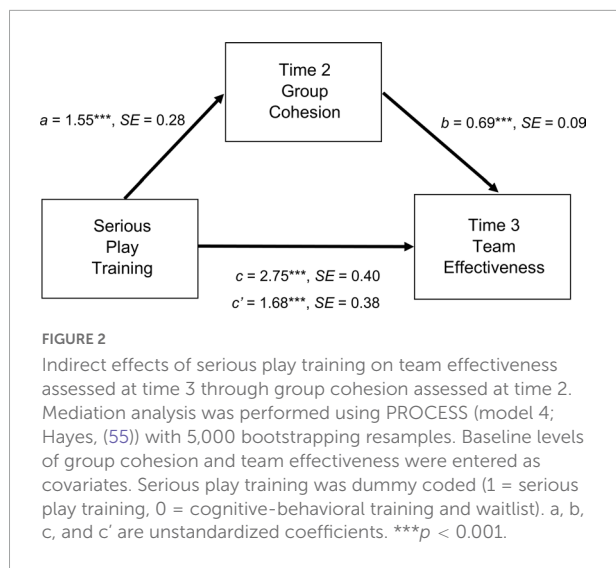 Time 2
Group
Cohesion
a = 1.55***, SE = 0.28
b = 0.69***, SE = 0.09
Serious
Play
Training
Time 3
Team
Effectiveness
c = 2.75***, SE = 0.40
c' = 1.68***, SE = 0.38
FIGURE 2
Indirect effects of serious play training on team effectiveness
assessed at time 3 through group cohesion assessed at time 2.
Mediation analysis was performed using PROCESS (model 4;
Hayes, (55)) with 5,000 bootstrapping resamples. Baseline levels
of group cohesion and team effectiveness were entered as
covariates. Serious play training was dummy coded (1 = serious
play training, 0 = cognitive-behavioral training and waitlist). a, b,
c, and c’ are unstandardized coefficients. ***p < 0.001.